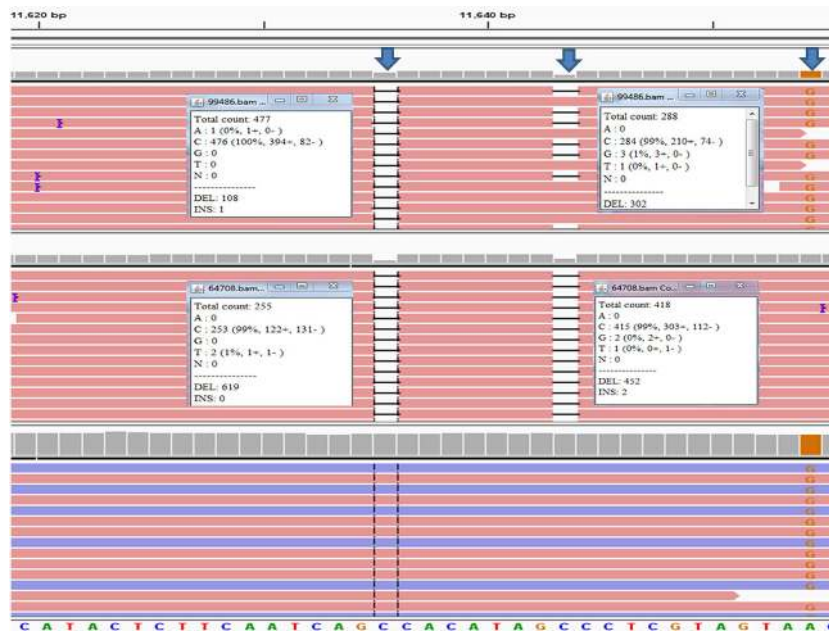 11,620 bp
11,640 bp
99486.bam ...
Total count: 477
A : 1 (0%, 1+, 0- )
C : 476 (100%, 394+, 82- )
G : 0
T : 0
N : 0
---------------
DEL: 108
INS: 1
99486.bam ...
Total count: 288
A : 0
C : 284 (99%, 210+, 74- )
G : 3 (1%, 3+, 0- )
T : 1 (0%, 1+, 0- )
N : 0
---------------
DEL: 302
64708.bam...
Total count: 255
A : 0
C : 253 (99%, 122+, 131- )
G : 0
T : 2 (1%, 1+, 1- )
N : 0
---------------
DEL: 619
INS: 0
64708.bam Co...
Total count: 418
A : 0
C : 415 (99%, 303+, 112- )
G : 2 (0%, 2+, 0- )
T : 1 (0%, 0+, 1- )
N : 0
---------------
DEL: 452
INS: 2
C A T A C T C T T C A A T C A G C C A C A T A G C C C T C G T A G T A A